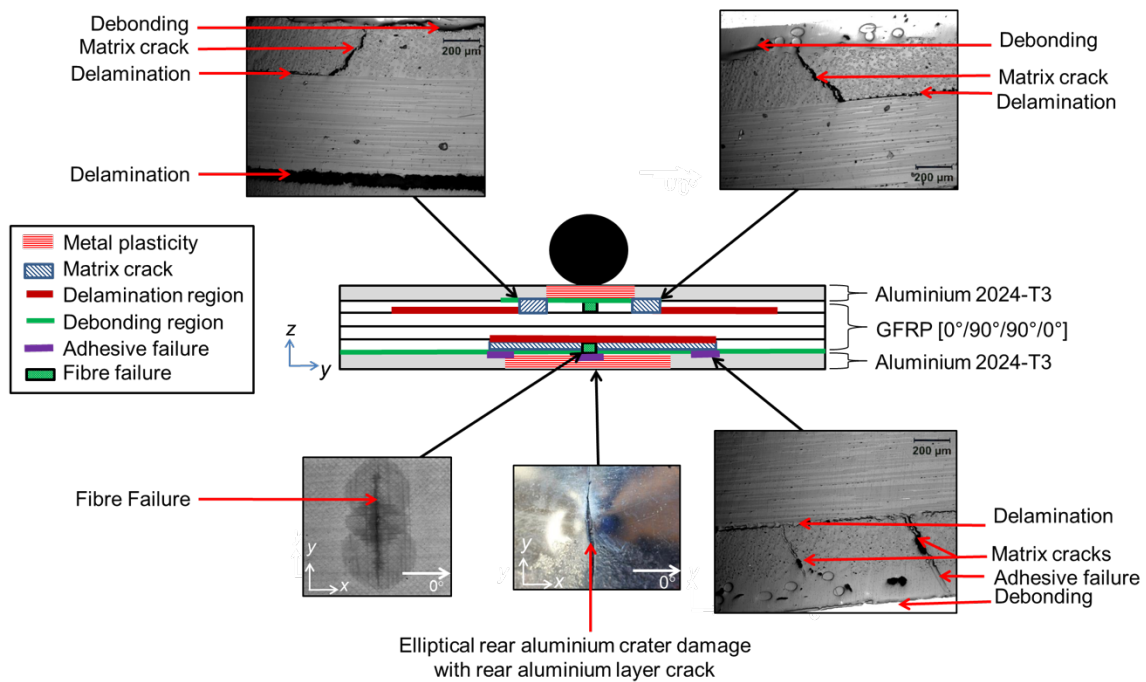 Debonding
Matrix crack
Delamination
200 µm
Delamination
Debonding
Matrix crack
Delamination
200 µm
Metal plasticity
Matrix crack
Delamination region
Debonding region
Adhesive failure
Fibre failure
z
y
Aluminium 2024-T3
GFRP [0°/90°/90°/0°]
Aluminium 2024-T3
Fibre Failure
y
x
0°
y
x
0°
200 µm
Delamination
Matrix cracks
Adhesive failure
Debonding
Elliptical rear aluminium crater damage
with rear aluminium layer crack